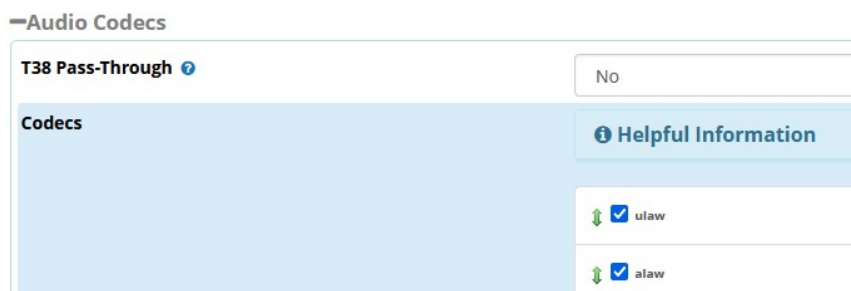 Audio Codecs
T38 Pass-Through
No
Codecs
Helpful Information
ulaw
alaw